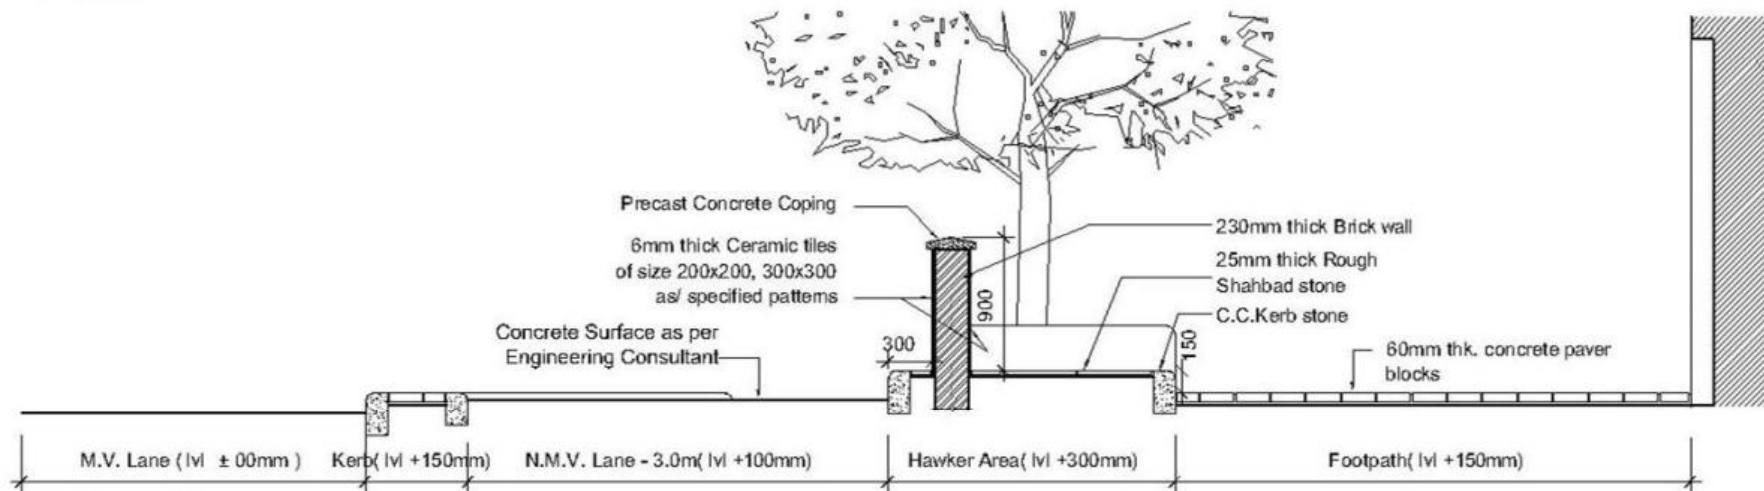 Precast Concrete Coping
6mm thick Ceramic tiles
of size 200x200, 300x300
as/ specified patterns
Concrete Surface as per
Engineering Consultant
300
900
230mm thick Brick wall
25mm thick Rough
Shahbad stone
C.C.Kerb stone
150
60mm thk. concrete paver
blocks
M.V. Lane ( lvl ± 00mm )
Kerb( lvl +150mm)
N.M.V. Lane - 3.0m( lvl +100mm)
Hawker Area( lvl +300mm)
Footpath( lvl +150mm)